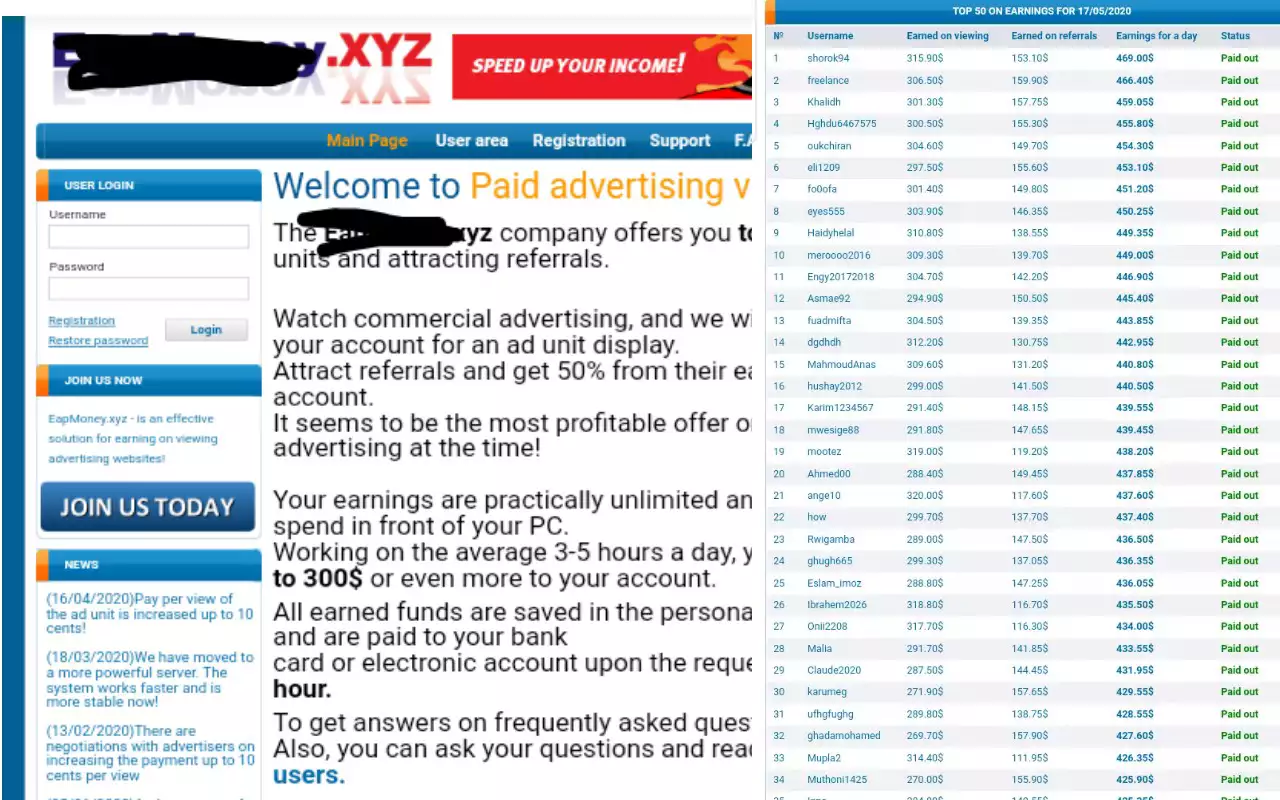 .XYZ
SPEED UP YOUR INCOME!
Main Page User area Registration Support F.A
USER LOGIN
Username
Password
Registration
Restore password
Login
JOIN US NOW
EapMoney.xyz - is an effective
solution for earning on viewing
advertising websites!
JOIN US TODAY
NEWS
(16/04/2020)Pay per view of
the ad unit is increased up to 10
cents!
(18/03/2020)We have moved to
a more powerful server. The
system works faster and is
more stable now!
(13/02/2020)There are
negotiations with advertisers on
increasing the payment up to 10
cents per view
Welcome to Paid advertising v
The xyz company offers you to
units and attracting referrals.
Watch commercial advertising, and we wi
your account for an ad unit display.
Attract referrals and get 50% from their ea
account.
It seems to be the most profitable offer o
advertising at the time!
Your earnings are practically unlimited an
spend in front of your PC.
Working on the average 3-5 hours a day, y
to 300$ or even more to your account.
All earned funds are saved in the persona
and are paid to your bank
card or electronic account upon the reque
hour.
To get answers on frequently asked ques
Also, you can ask your questions and read
users.
TOP 50 ON EARNINGS FOR 17/05/2020
№ Username Earned on viewing Earned on referrals Earnings for a day Status
1 shorok94 315.90$ 153.10$ 469.00$ Paid out
2 freelance 306.50$ 159.90$ 466.40$ Paid out
3 Khalidh 301.30$ 157.75$ 459.05$ Paid out
4 Hghdu6467575 300.50$ 155.30$ 455.80$ Paid out
5 oukchiran 304.60$ 149.70$ 454.30$ Paid out
6 eli1209 297.50$ 155.60$ 453.10$ Paid out
7 fo0ofa 301.40$ 149.80$ 451.20$ Paid out
8 eyes555 303.90$ 146.35$ 450.25$ Paid out
9 Haidyhelal 310.80$ 138.55$ 449.35$ Paid out
10 meroooo2016 309.30$ 139.70$ 449.00$ Paid out
11 Engy20172018 304.70$ 142.20$ 446.90$ Paid out
12 Asmae92 294.90$ 150.50$ 445.40$ Paid out
13 fuadmifta 304.50$ 139.35$ 443.85$ Paid out
14 dgdhdh 312.20$ 130.75$ 442.95$ Paid out
15 MahmoudAnas 309.60$ 131.20$ 440.80$ Paid out
16 hushay2012 299.00$ 141.50$ 440.50$ Paid out
17 Karim1234567 291.40$ 148.15$ 439.55$ Paid out
18 mwesige88 291.80$ 147.65$ 439.45$ Paid out
19 mootez 319.00$ 119.20$ 438.20$ Paid out
20 Ahmed00 288.40$ 149.45$ 437.85$ Paid out
21 ange10 320.00$ 117.60$ 437.60$ Paid out
22 how 299.70$ 137.70$ 437.40$ Paid out
23 Rwigamba 289.00$ 147.50$ 436.50$ Paid out
24 ghugh665 299.30$ 137.05$ 436.35$ Paid out
25 Eslam_imoz 288.80$ 147.25$ 436.05$ Paid out
26 Ibrahem2026 318.80$ 116.70$ 435.50$ Paid out
27 Onii2208 317.70$ 116.30$ 434.00$ Paid out
28 Malia 291.70$ 141.85$ 433.55$ Paid out
29 Claude2020 287.50$ 144.45$ 431.95$ Paid out
30 karumeg 271.90$ 157.65$ 429.55$ Paid out
31 ufhgfughg 289.80$ 138.75$ 428.55$ Paid out
32 ghadamohamed 269.70$ 157.90$ 427.60$ Paid out
33 Mupla2 314.40$ 111.95$ 426.35$ Paid out
34 Muthoni1425 270.00$ 155.90$ 425.90$ Paid out